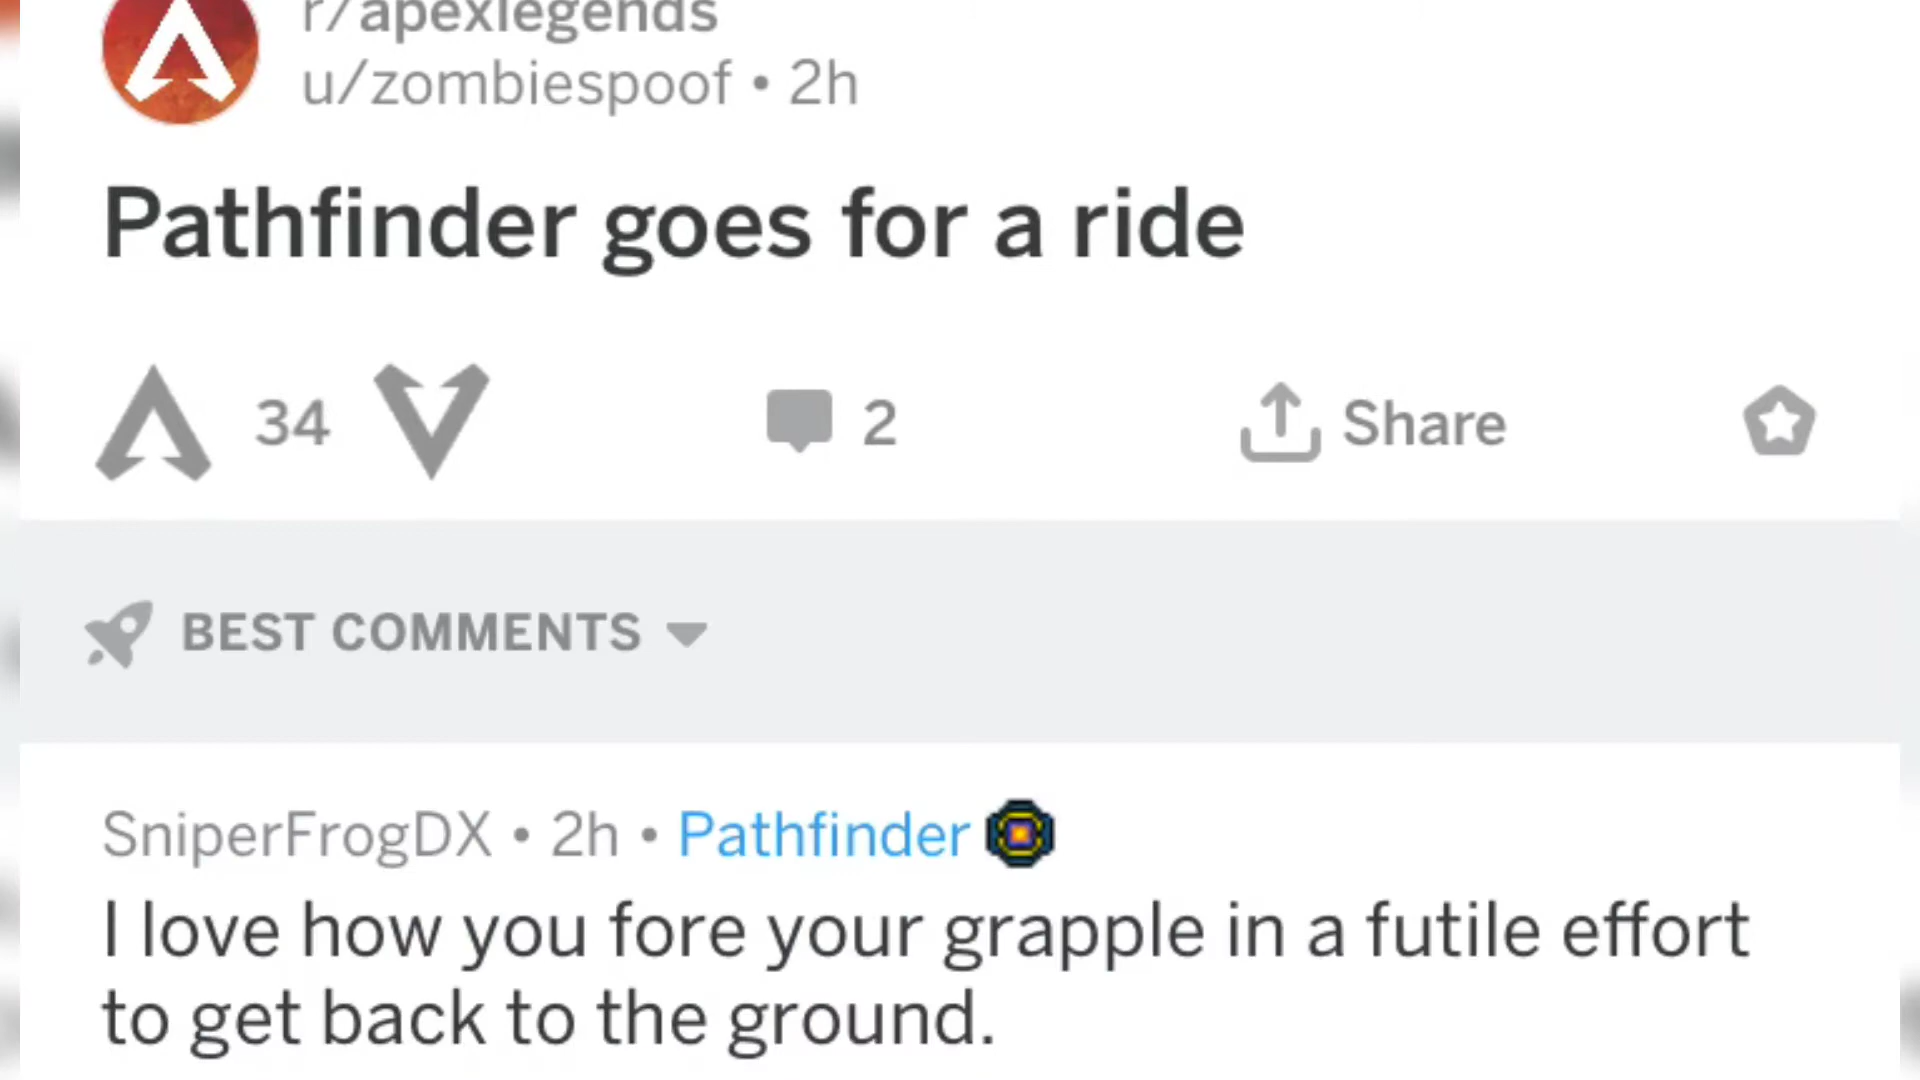 r/apexlegends
u/zombiespoof • 2h
Pathfinder goes for a ride
34
2
Share
BEST COMMENTS
SniperFrogDX • 2h • Pathfinder
I love how you fore your grapple in a futile effort
to get back to the ground.